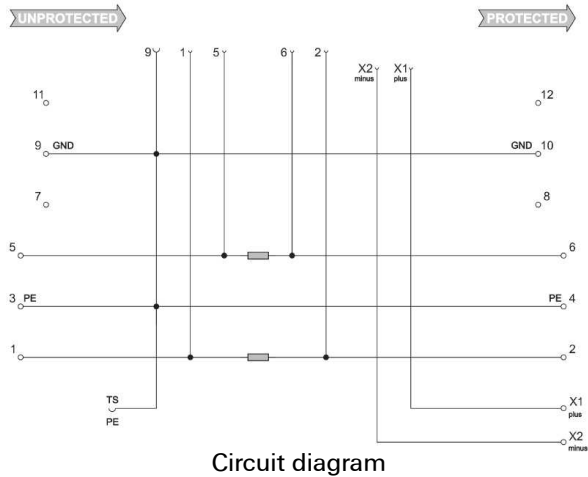 UNPROTECTED
PROTECTED
9 1 5 6 2
X2 X1
minus plus
11 12
9 GND GND 10
7 8
5 6
3 PE PE 4
1 2
TS
PE
X1
plus
X2
minus
Circuit diagram